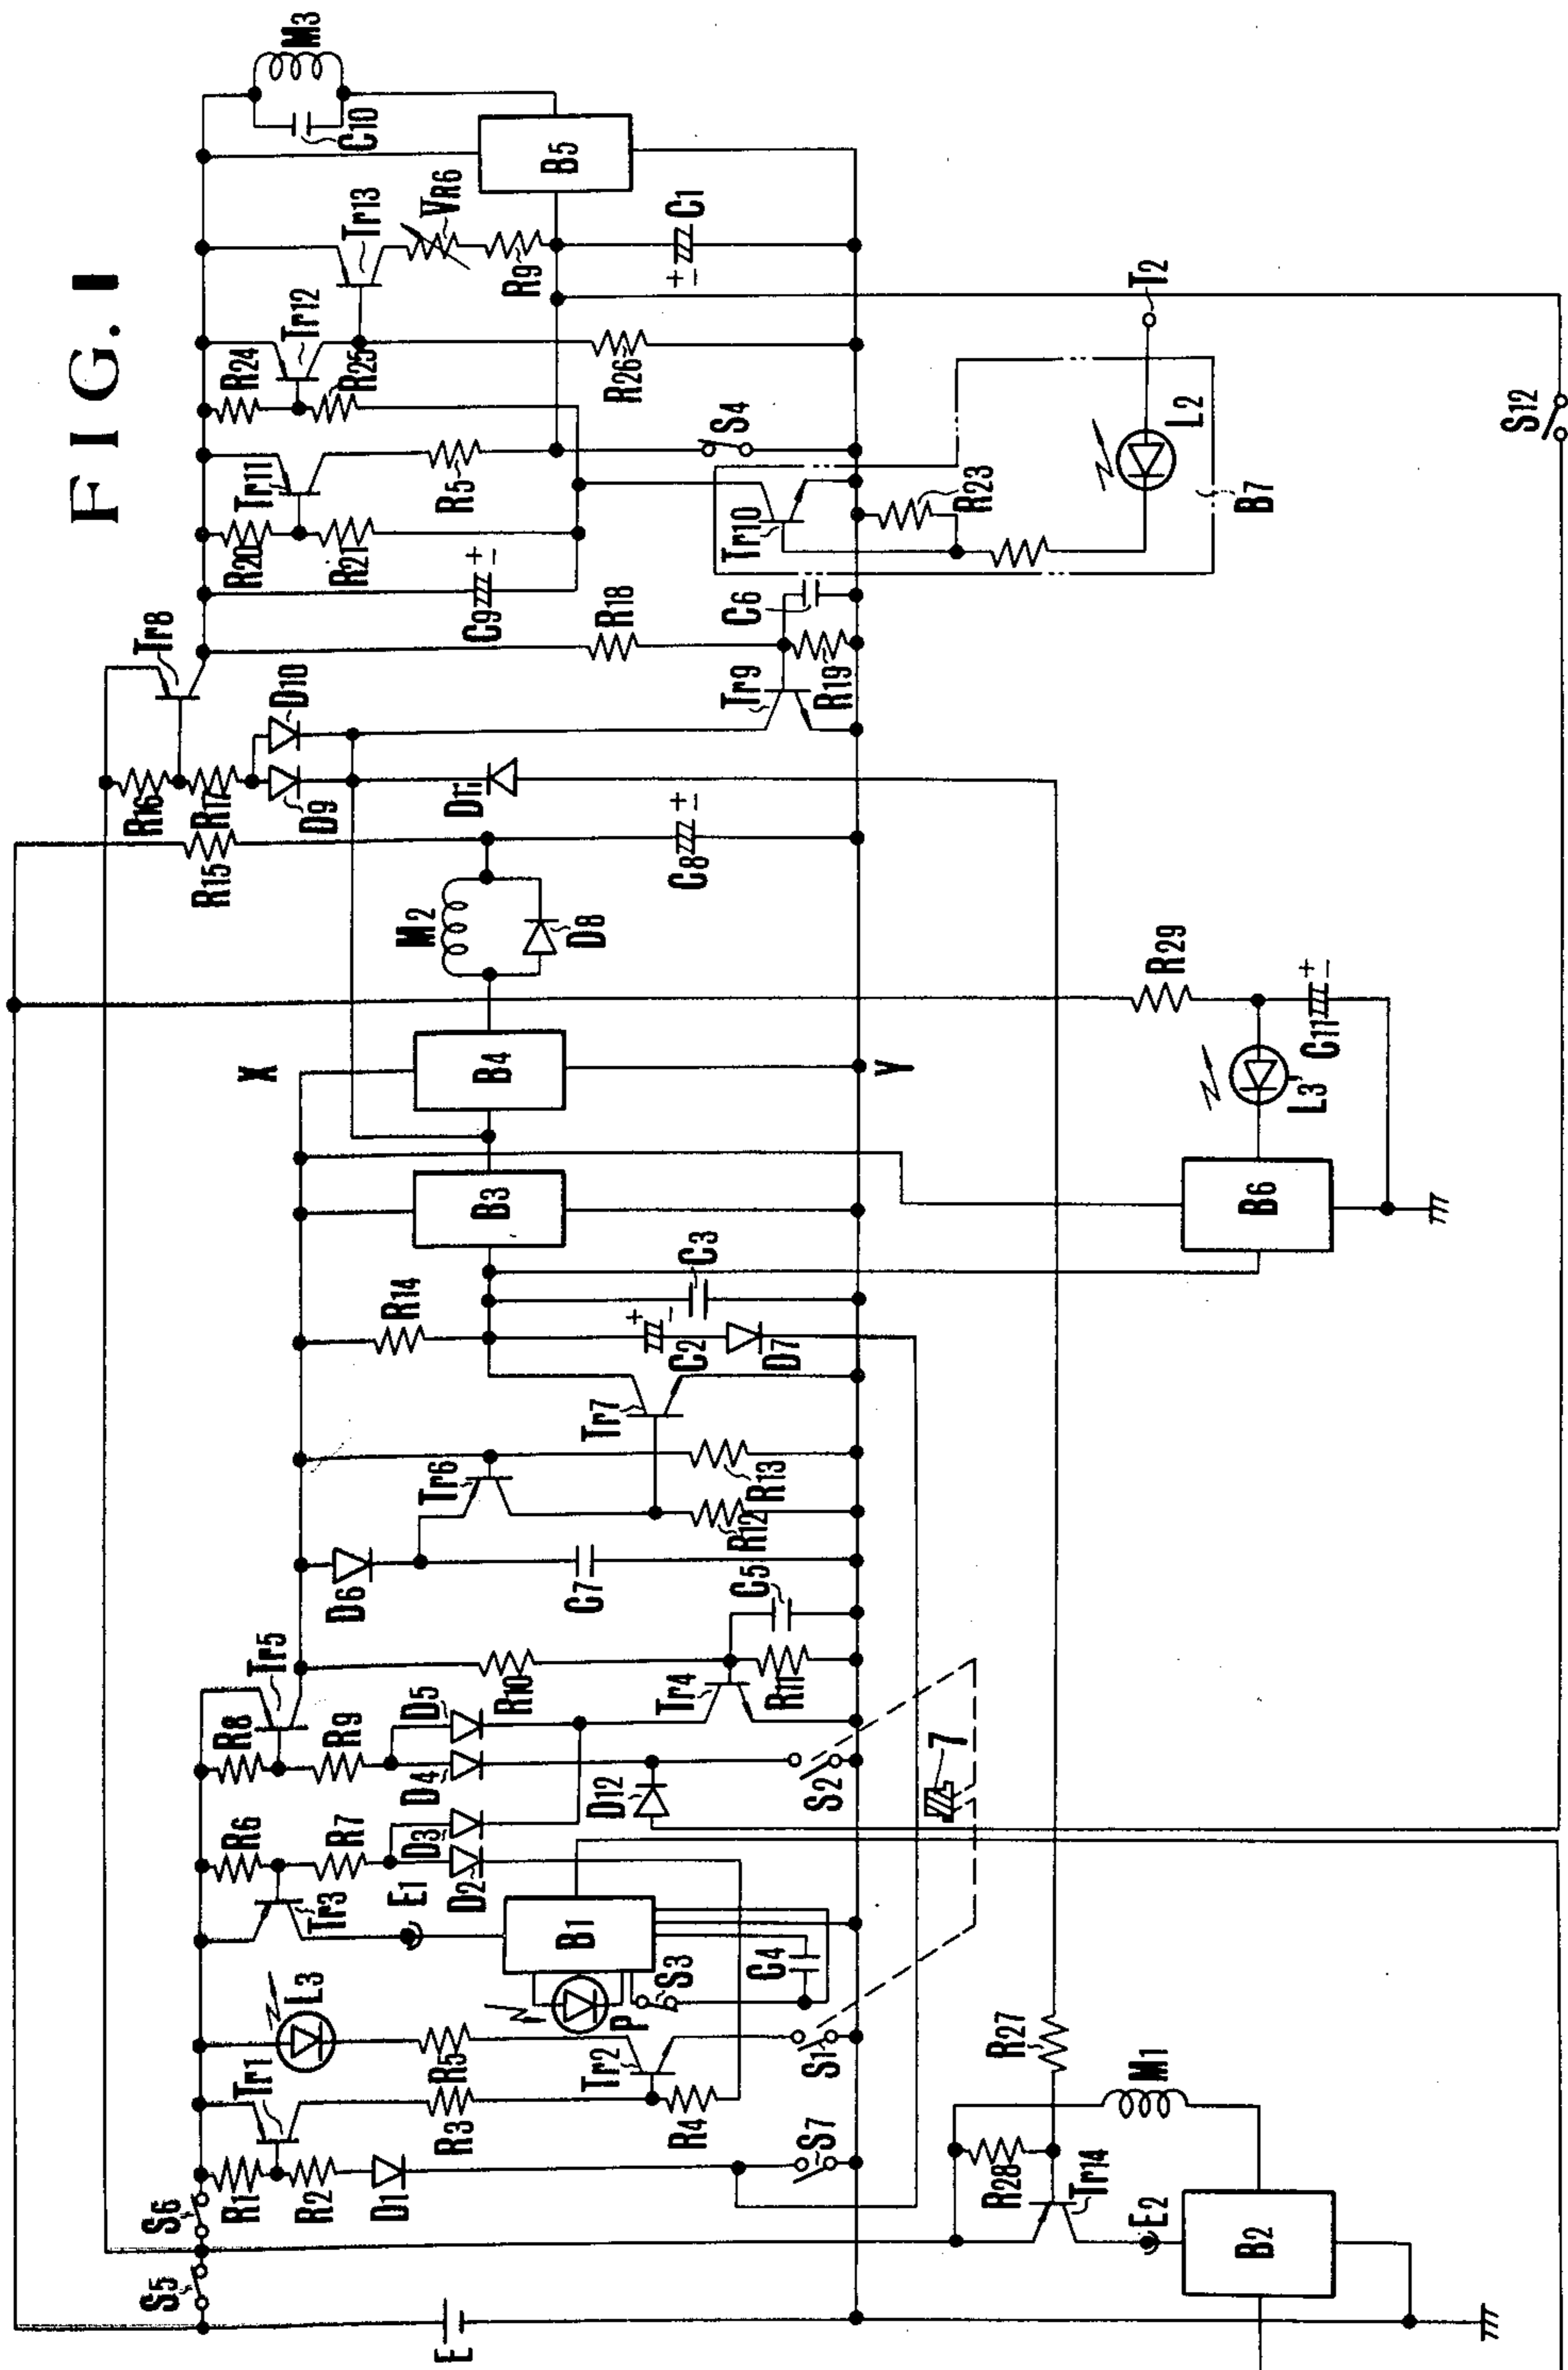 FIG. 1
M3
C10
B5
Tr13
VR6
R9
C1
+
−
Tr12
R24
R25
R26
T2
S12
Tr11
R20
R21
R5
S4
L2
B7
Tr10
R23
C9
+
−
R18
C6
Tr8
D10
Tr9
R19
R16
R17
D9
D11
R15
C8
+
−
M2
D8
R29
C11
+
−
X
B4
Y
L3
B3
B6
R14
C3
+
−
C2
D7
Tr7
Tr6
R13
R12
D6
C7
C5
Tr5
R10
Tr4
R11
R8
R9
D5
D4
D12
S2
7
R6
R7
D3
D2
Tr3
E1
B1
C4
S3
P
L3
R5
Tr2
S1
R27
M1
Tr1
R3
R4
S7
R28
Tr14
S6
R1
R2
D1
E2
B2
S5
E